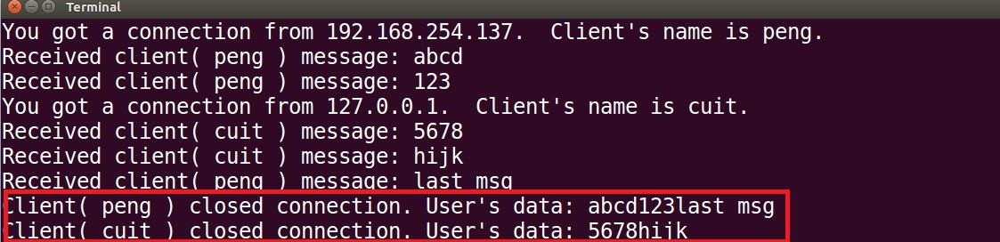 Terminal
You got a connection from 192.168.254.137.  Client's name is peng.
Received client( peng ) message: abcd
Received client( peng ) message: 123
You got a connection from 127.0.0.1.  Client's name is cuit.
Received client( cuit ) message: 5678
Received client( cuit ) message: hijk
Received client( peng ) message: last msg
Client( peng ) closed connection. User's data: abcd123last msg
Client( cuit ) closed connection. User's data: 5678hijk